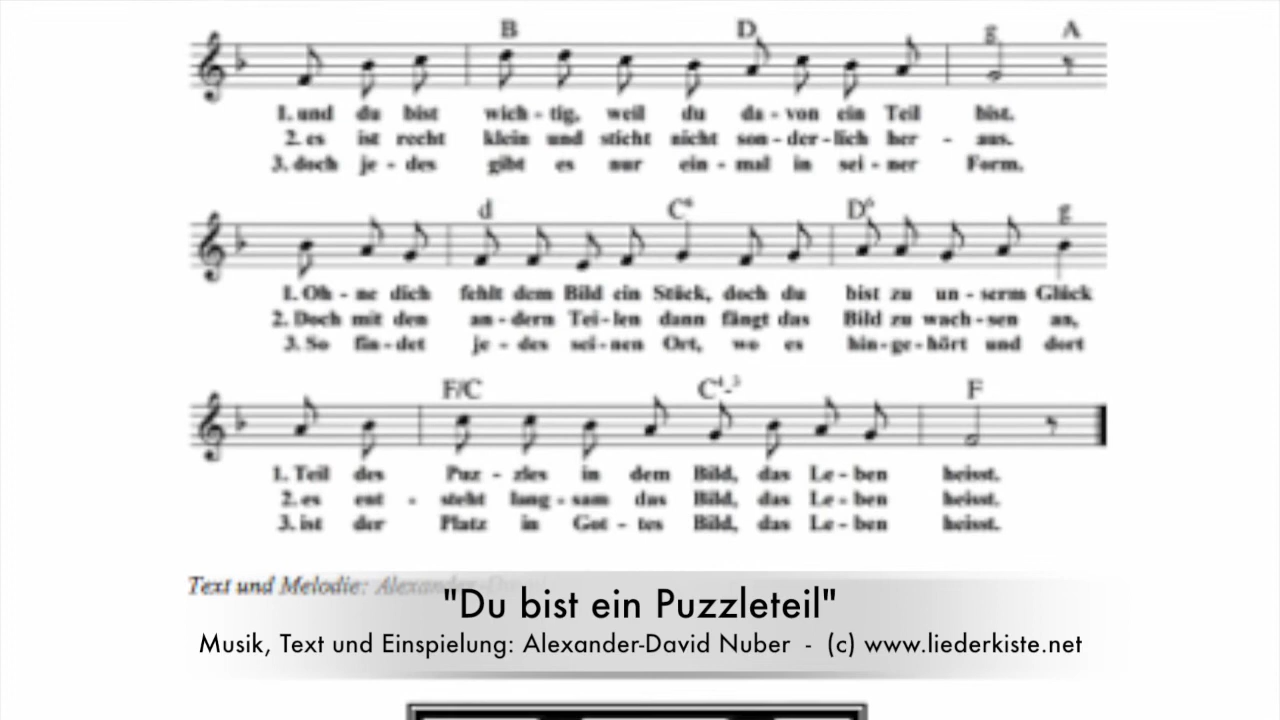 B D g A
1. und du bist wich - tig, weil du da - von ein Teil bist.
2. es ist recht klein und sticht nicht son - der - lich her - aus.
3. doch je - des gibt es nur ein - mal in sei - ner Form.
d C⁶ D⁶ g
1. Oh - ne dich fehlt dem Bild ein Stück, doch du bist zu un - serm Glück
2. Doch mit den an - dern Tei - len dann fängt das Bild zu wach - sen an,
3. So fin - det je - des sei - nen Ort, wo es hin - ge - hört und dort
F/C C⁴-³ F
1. Teil des Puz - zles in dem Bild, das Le - ben heisst.
2. es ent - steht lang - sam das Bild, das Le - ben heisst.
3. ist der Platz in Got - tes Bild, das Le - ben heisst.
Text und Melodie: Alexander-
"Du bist ein Puzzleteil"
Musik, Text und Einspielung: Alexander-David Nuber - (c) www.liederkiste.net